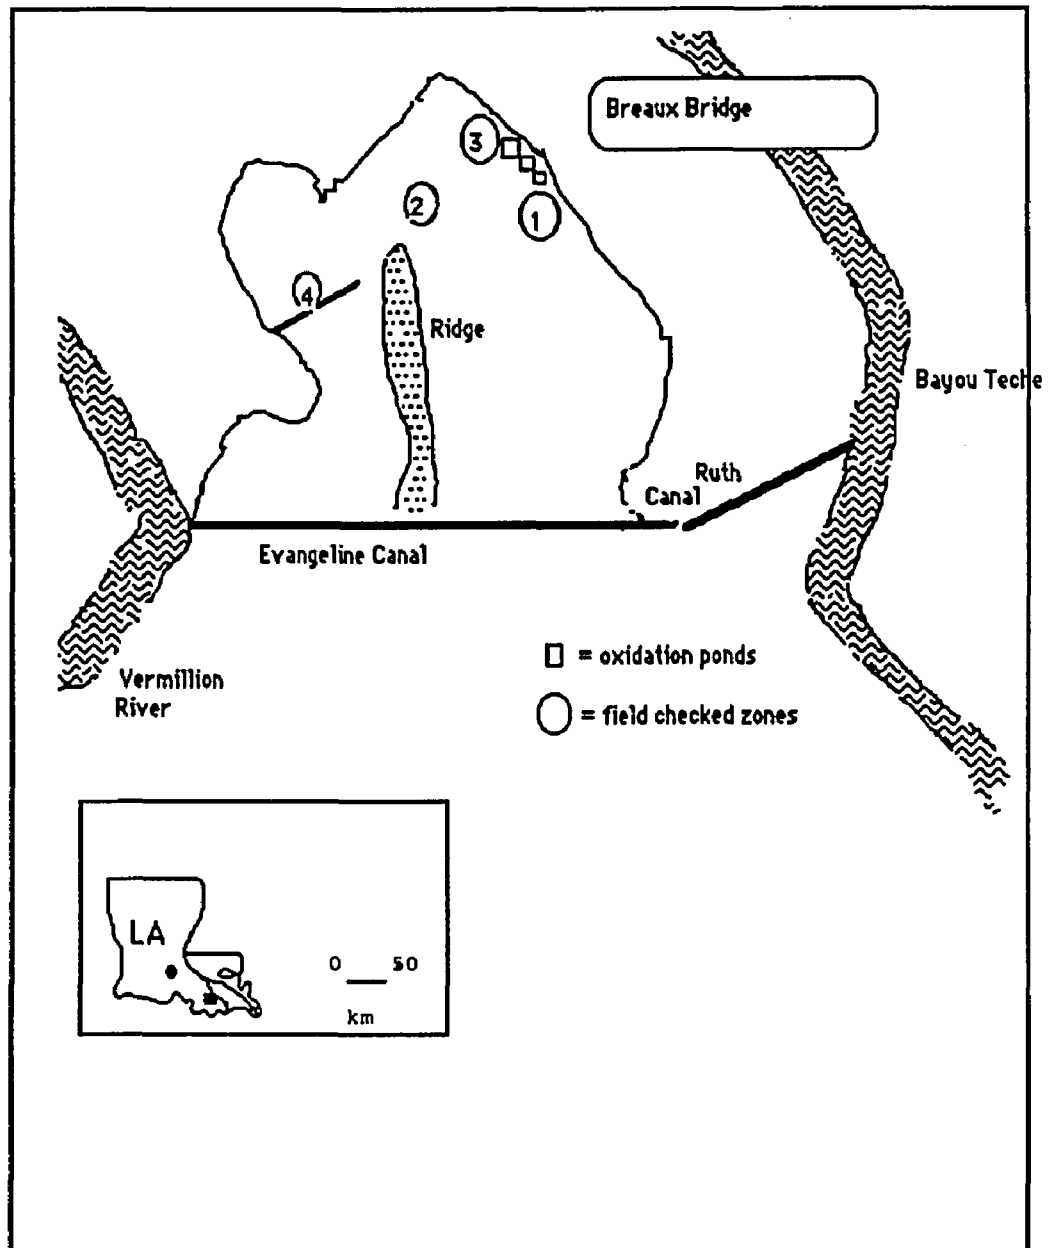 Breaux Bridge
3
2
1
4
Ridge
Bayou Teche
Ruth
Canal
Evangeline Canal
= oxidation ponds
Vermillion
River
= field checked zones
LA
0 50
km